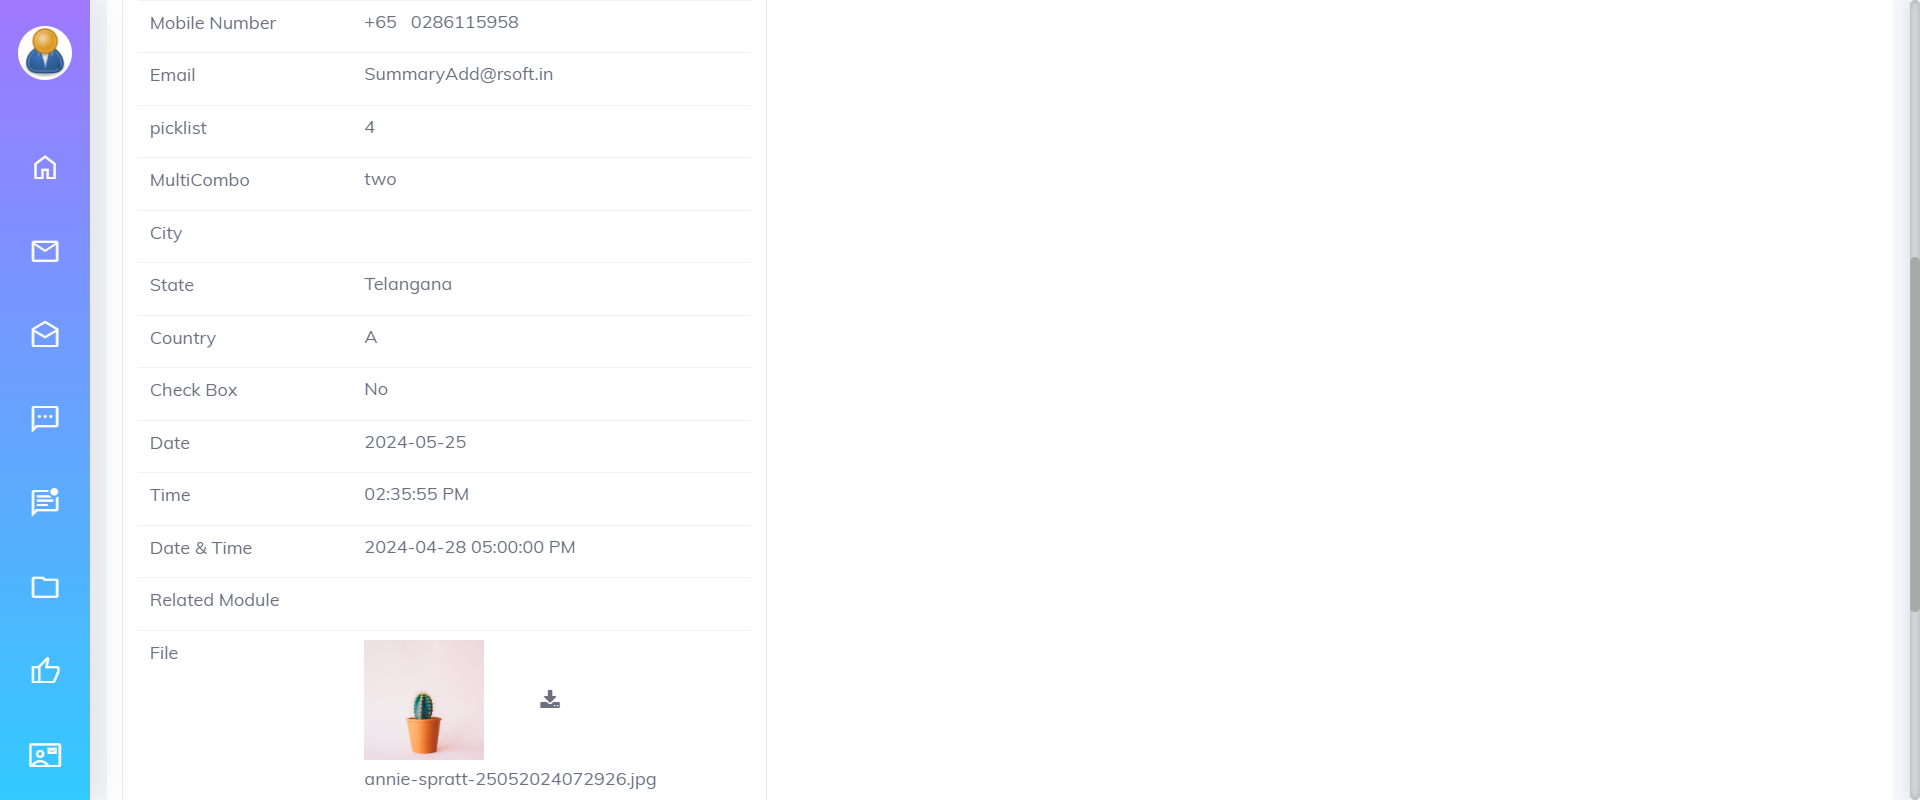 Mobile Number +65 0286115958
Email SummaryAdd@rsoft.in
picklist 4
MultiCombo two
City
State Telangana
Country A
Check Box No
Date 2024-05-25
Time 02:35:55 PM
Date & Time 2024-04-28 05:00:00 PM
Related Module
File
annie-spratt-25052024072926.jpg